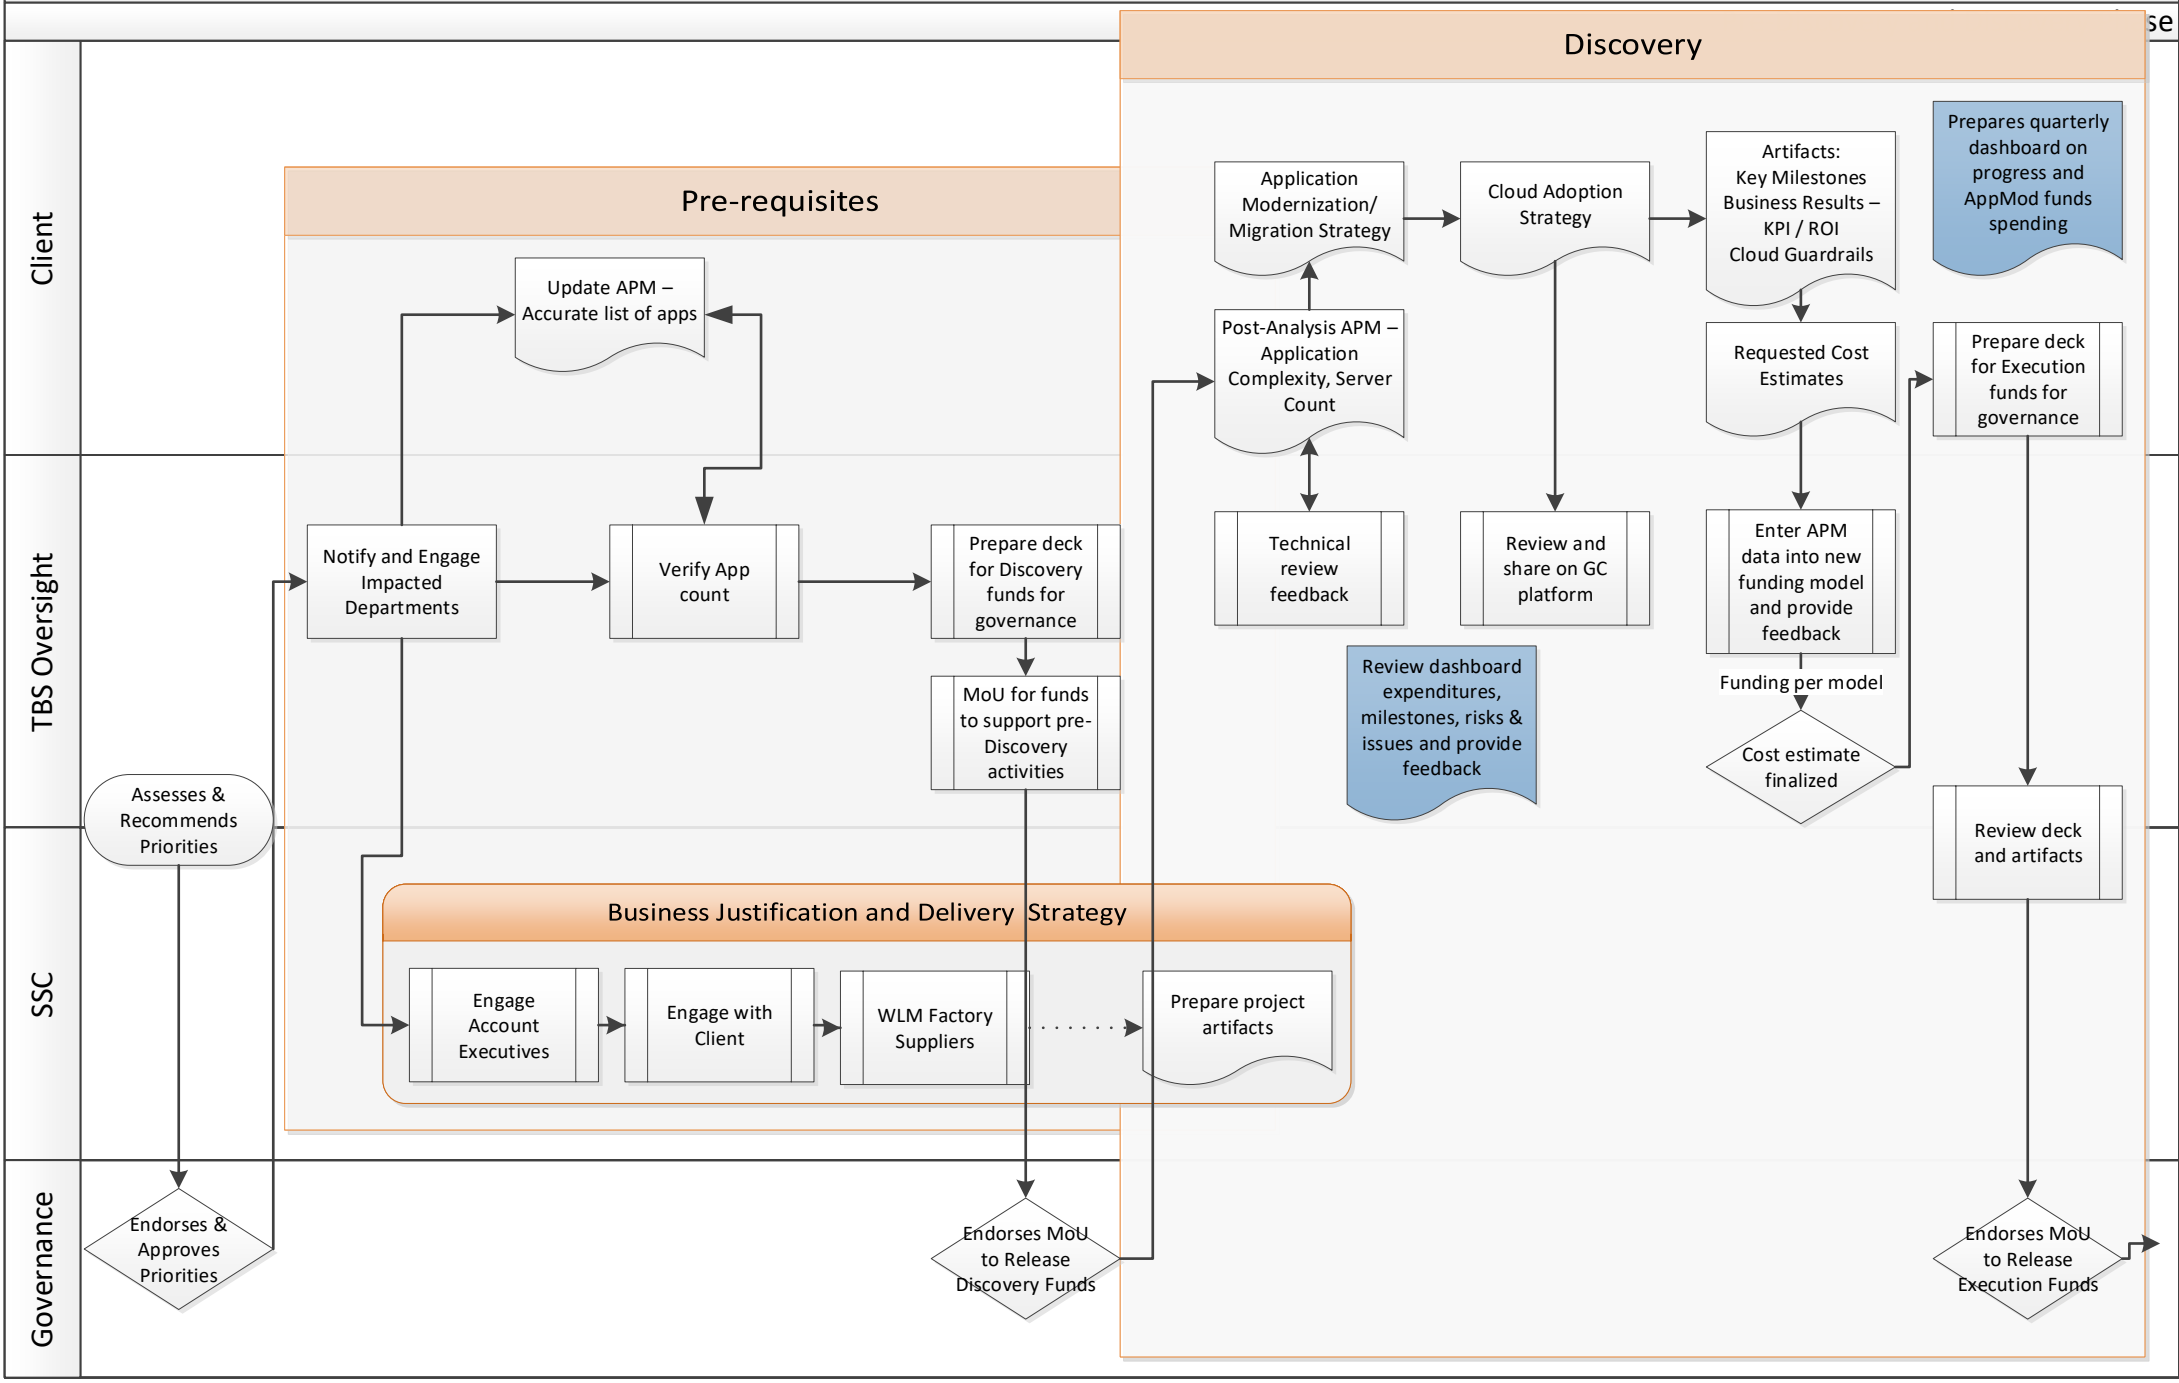 se
Discovery
Pre-requisites
Client
TBS Oversight
SSC
Governance
Prepares quarterly
dashboard on
progress and
AppMod funds
spending
Artifacts:
Key Milestones
Business Results –
KPI / ROI
Cloud Guardrails
Application
Modernization/
Migration Strategy
Cloud Adoption
Strategy
Update APM –
Accurate list of apps
Post-Analysis APM –
Application
Complexity, Server
Count
Requested Cost
Estimates
Prepare deck
for Execution
funds for
governance
Notify and Engage
Impacted
Departments
Verify App
count
Prepare deck
for Discovery
funds for
governance
Technical
review
feedback
Review and
share on GC
platform
Enter APM
data into new
funding model
and provide
feedback
Funding per model
MoU for funds
to support pre-
Discovery
activities
Review dashboard
expenditures,
milestones, risks &
issues and provide
feedback
Cost estimate
finalized
Assesses &
Recommends
Priorities
Review deck
and artifacts
Business Justification and Delivery Strategy
Engage
Account
Executives
Engage with
Client
WLM Factory
Suppliers
Prepare project
artifacts
Endorses &
Approves
Priorities
Endorses MoU
to Release
Discovery Funds
Endorses MoU
to Release
Execution Funds